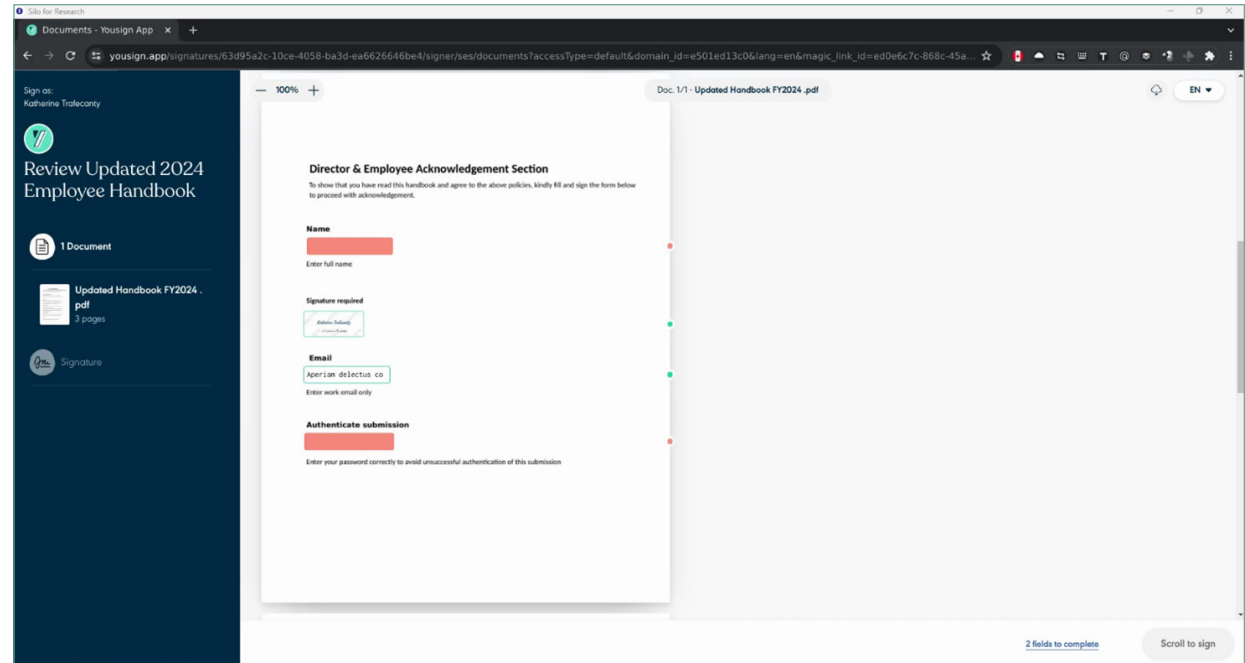 Silo for Research
Documents - Yousign App
yousign.app/signatures/63d95a2c-10ce-4058-ba3d-ea6626646be4/signer/ses/documents?accessType=default&domain_id=e501ed13c0&lang=en&magic_link_id=ed0e6c7c-868c-45a...
Sign as:
Katherine Trafecanty
Review Updated 2024
Employee Handbook
1 Document
Updated Handbook FY2024 .
pdf
3 pages
Signature
100%
Doc. 1/1 - Updated Handbook FY2024 .pdf
EN
Director & Employee Acknowledgement Section
To show that you have read this handbook and agree to the above policies, kindly fill and sign the form below
to proceed with acknowledgement.
Name
Enter full name
Signature required
Email
Aperiam delectus co
Enter work email only
Authenticate submission
Enter your password correctly to avoid unsuccessful authentication of this submission
2 fields to complete
Scroll to sign